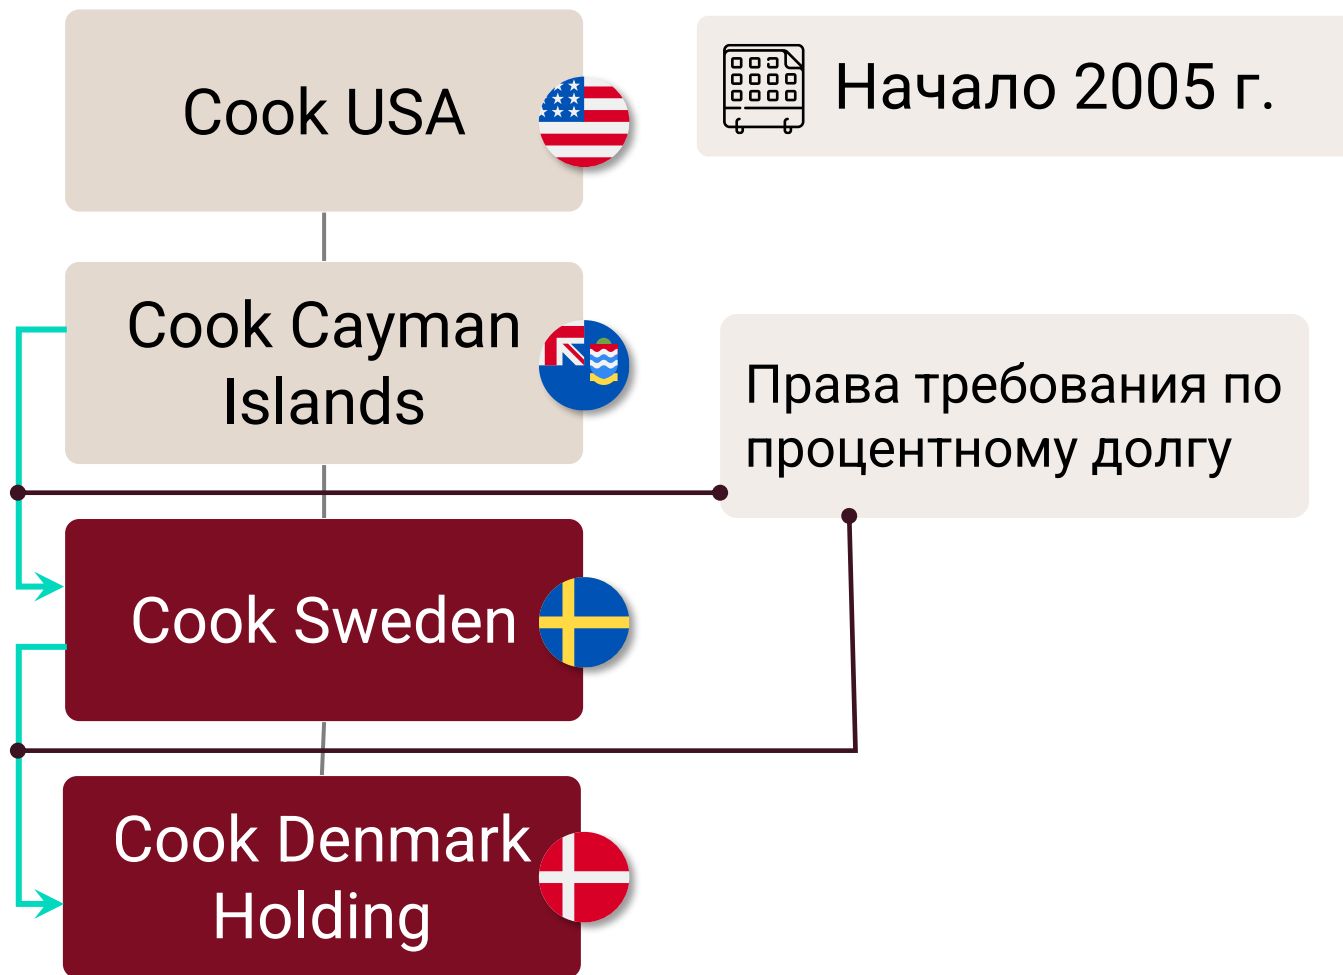 Cook USA
Начало 2005 г.
Cook Cayman
Islands
Права требования по
процентному долгу
Cook Sweden
Cook Denmark
Holding